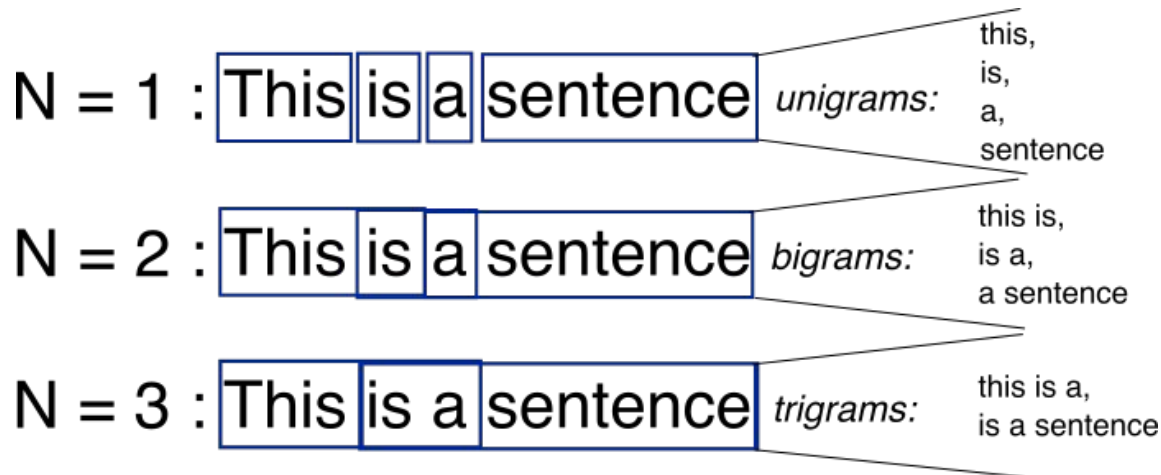 N = 1 : This is a sentence unigrams:
this,
is,
a,
sentence
N = 2 : This is a sentence bigrams:
this is,
is a,
a sentence
N = 3 : This is a sentence trigrams:
this is a,
is a sentence